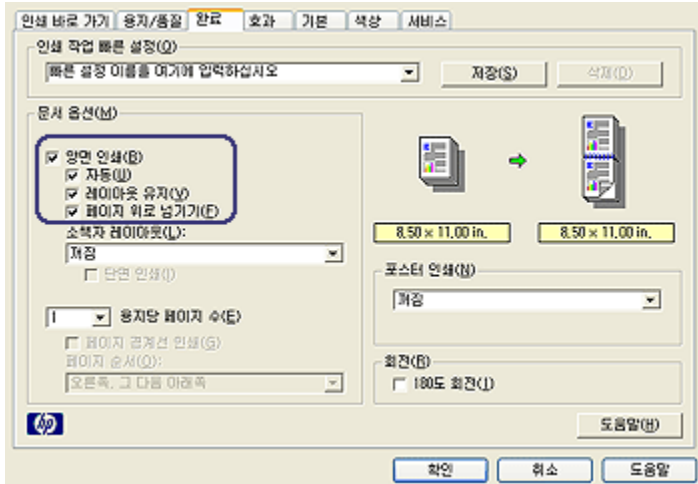 인쇄 바로 가기 용지/품질 완료 효과 기본 색상 서비스
인쇄 작업 빠른 설정(Q)
빠른 설정 이름을 여기에 입력하십시오
저장(S) 삭제(D)
문서 옵션(M)
양면 인쇄(B)
자동(U)
레이아웃 유지(V)
페이지 위로 넘기기(F)
소책자 레이아웃(L):
꺼짐
단면 인쇄(I)
1 용지당 페이지 수(E)
페이지 경계선 인쇄(G)
페이지 순서(O):
오른쪽, 그 다음 아래쪽
8.50 × 11.00 in. 8.50 × 11.00 in.
포스터 인쇄(N)
꺼짐
회전(R)
180도 회전(J)
hp
도움말(H)
확인 취소 도움말